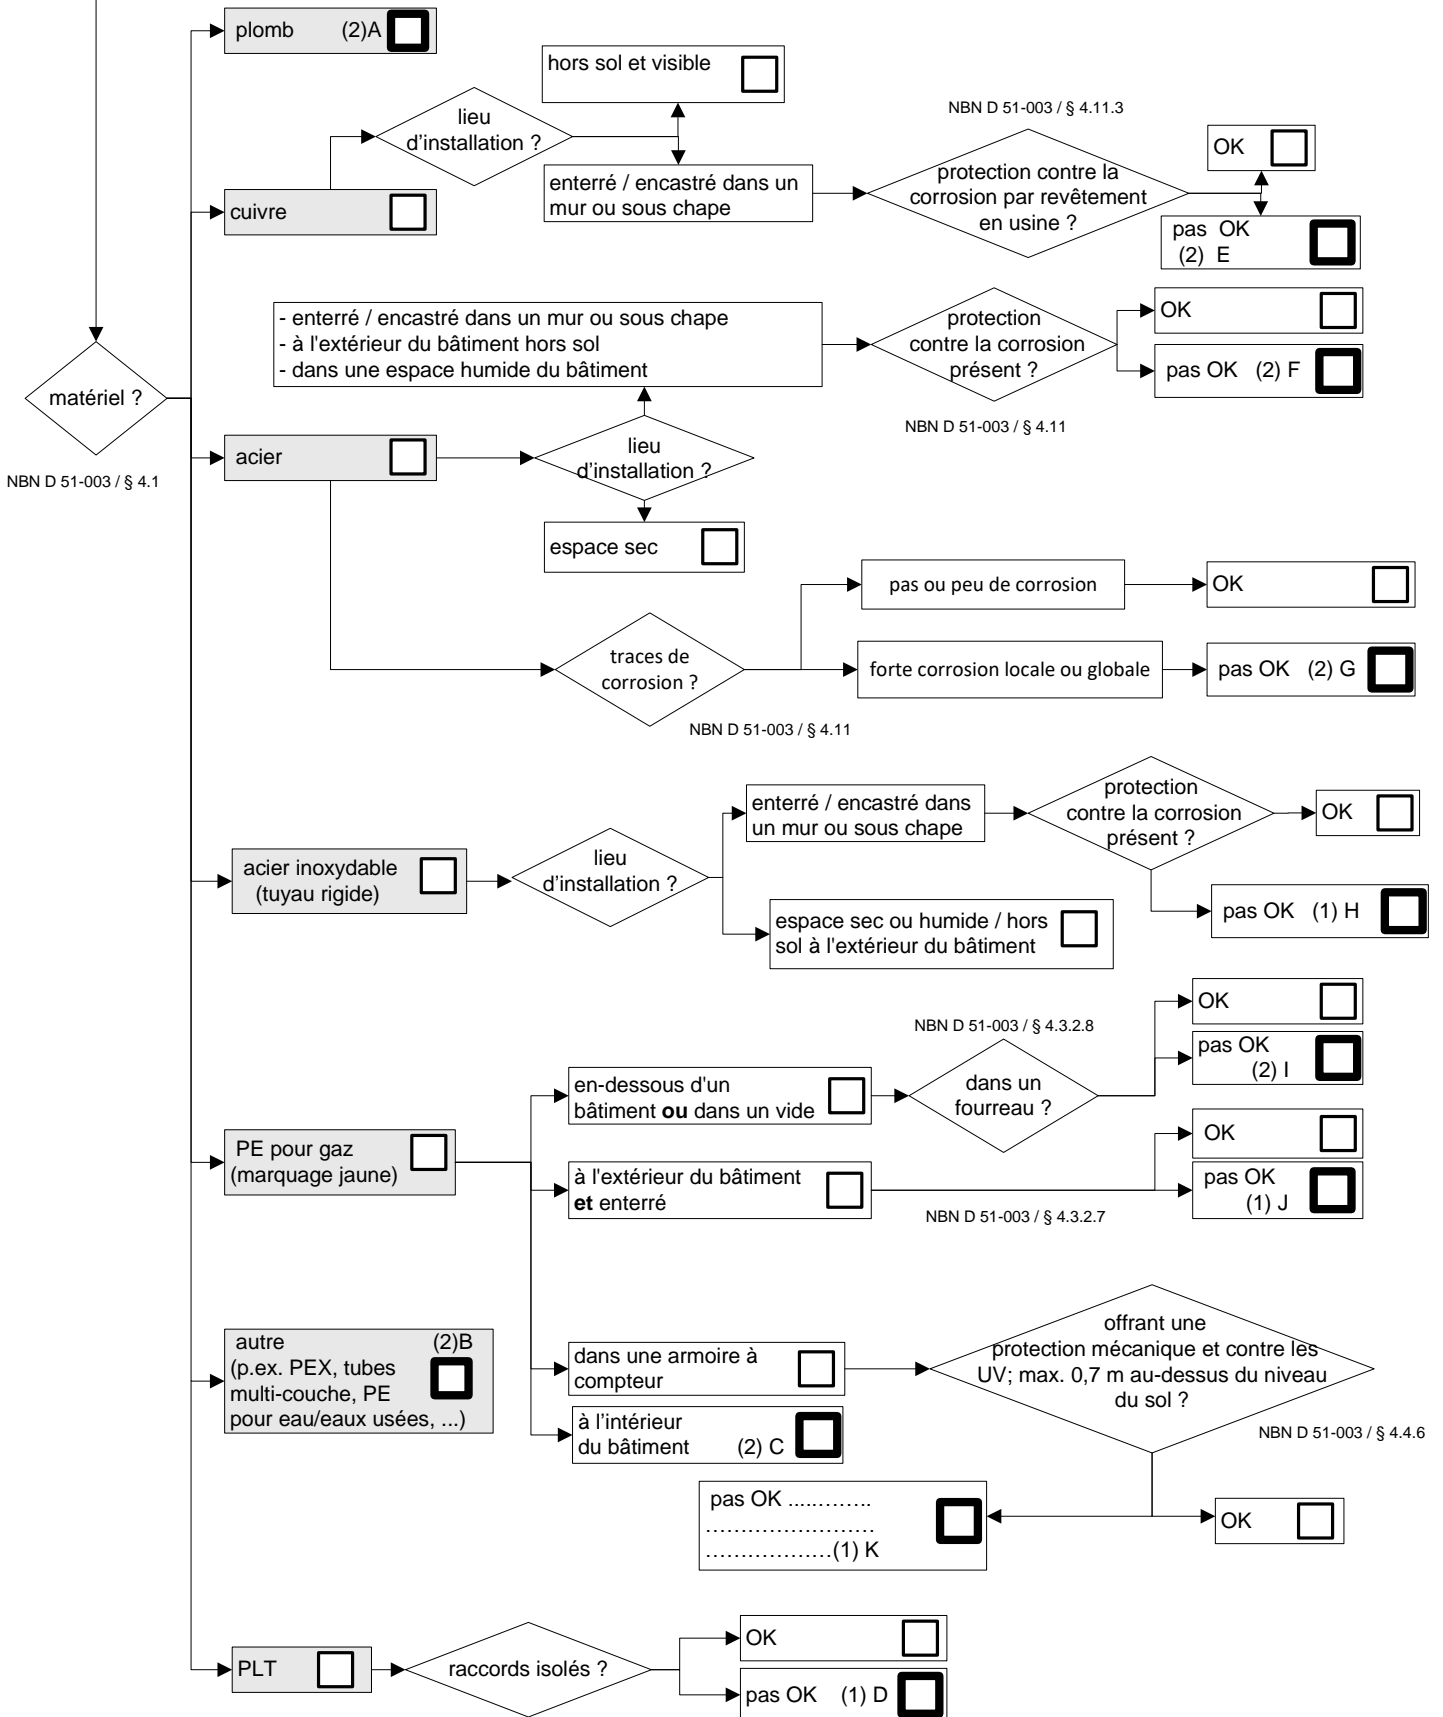 plomb (2)A
hors sol et visible
lieu
d'installation ?
NBN D 51-003 / § 4.11.3
OK
protection contre la
corrosion par revêtement
en usine ?
enterré / encastré dans un
mur ou sous chape
cuivre
pas OK
(2) E
- enterré / encastré dans un mur ou sous chape
- à l'extérieur du bâtiment hors sol
- dans une espace humide du bâtiment
protection
contre la corrosion
présent ?
OK
pas OK (2) F
NBN D 51-003 / § 4.11
matériel ?
NBN D 51-003 / § 4.1
acier
lieu
d'installation ?
espace sec
pas ou peu de corrosion
OK
traces de
corrosion ?
forte corrosion locale ou globale
pas OK (2) G
NBN D 51-003 / § 4.11
enterré / encastré dans
un mur ou sous chape
protection
contre la corrosion
présent ?
OK
acier inoxydable
(tuyau rigide)
lieu
d'installation ?
pas OK (1) H
espace sec ou humide / hors
sol à l'extérieur du bâtiment
OK
NBN D 51-003 / § 4.3.2.8
pas OK
(2) I
en-dessous d'un
bâtiment ou dans un vide
dans un
fourreau ?
OK
PE pour gaz
(marquage jaune)
à l'extérieur du bâtiment
et enterré
pas OK
(1) J
NBN D 51-003 / § 4.3.2.7
offrant une
protection mécanique et contre les
UV; max. 0,7 m au-dessus du niveau
du sol ?
autre (2)B
(p.ex. PEX, tubes
multi-couche, PE
pour eau/eaux usées, ...)
dans une armoire à
compteur
à l'intérieur
du bâtiment (2) C
NBN D 51-003 / § 4.4.6
pas OK ..............
........................
..................(1) K
OK
PLT
raccords isolés ?
OK
pas OK (1) D